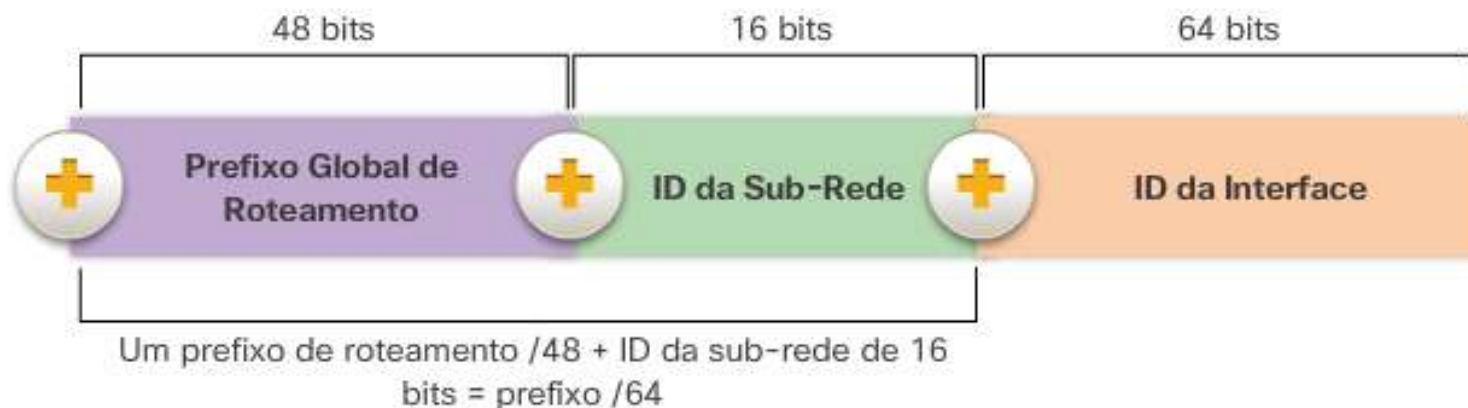 48 bits
16 bits
64 bits
Prefixo Global de
Roteamento
ID da Sub-Rede
ID da Interface
Um prefixo de roteamento /48 + ID da sub-rede de 16
bits = prefixo /64